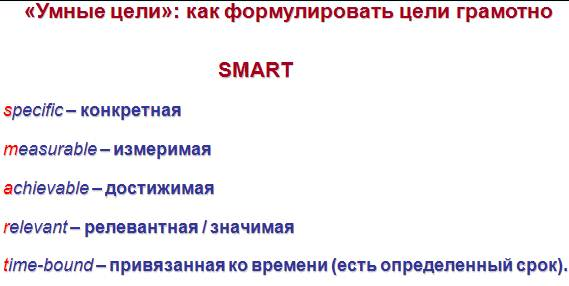 «Умные цели»: как формулировать цели грамотно
SMART
specific – конкретная
measurable – измеримая
achievable – достижимая
relevant – релевантная / значимая
time-bound – привязанная ко времени (есть определенный срок).